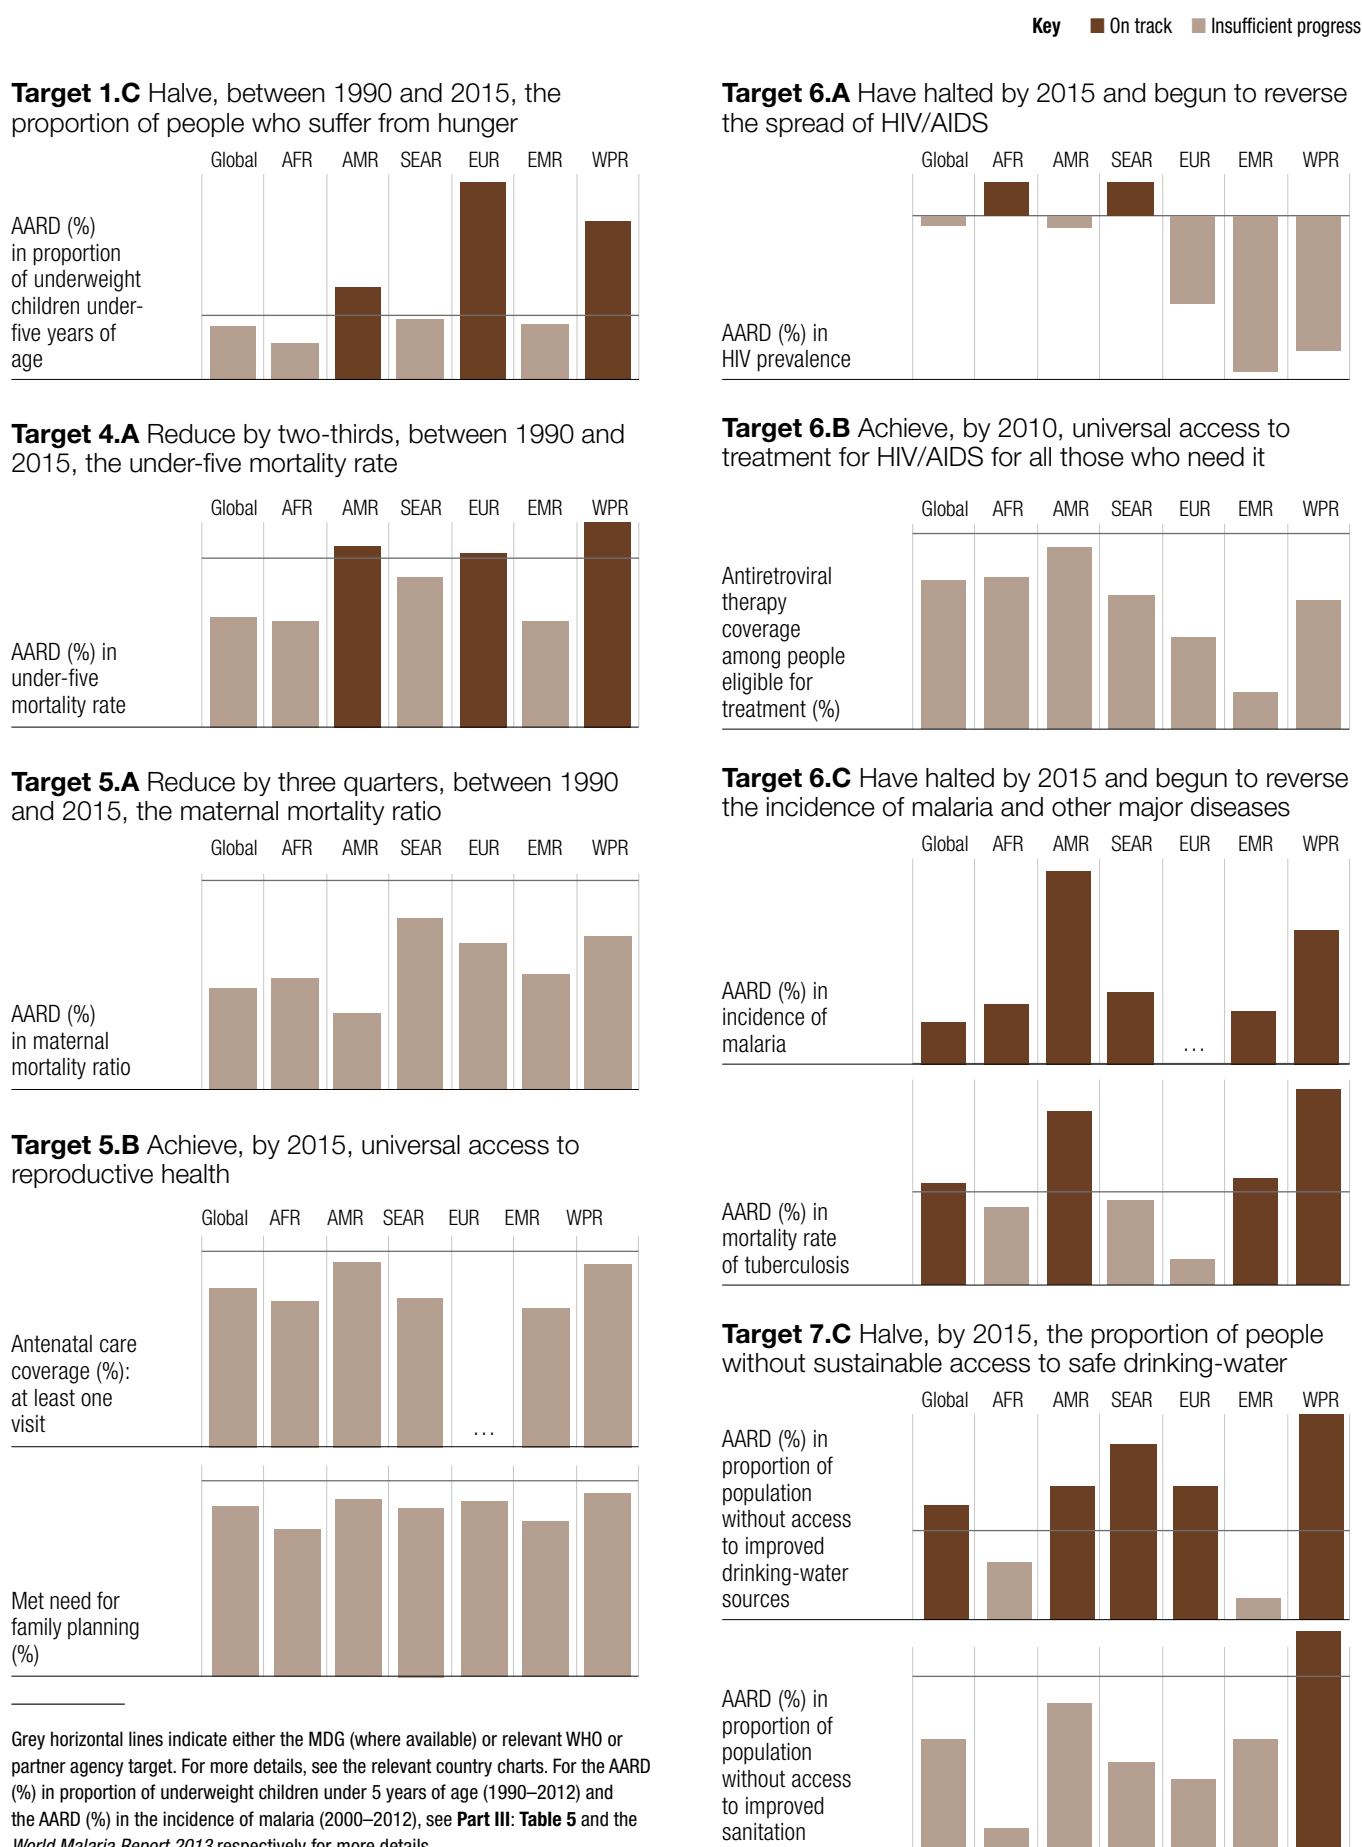 Key On track Insufficient progress
Target 1.C Halve, between 1990 and 2015, the
proportion of people who suffer from hunger
Global AFR AMR SEAR EUR EMR WPR
AARD (%)
in proportion
of underweight
children under-
five years of
age
Target 4.A Reduce by two-thirds, between 1990 and
2015, the under-five mortality rate
Global AFR AMR SEAR EUR EMR WPR
AARD (%) in
under-five
mortality rate
Target 5.A Reduce by three quarters, between 1990
and 2015, the maternal mortality ratio
Global AFR AMR SEAR EUR EMR WPR
AARD (%)
in maternal
mortality ratio
Target 5.B Achieve, by 2015, universal access to
reproductive health
Global AFR AMR SEAR EUR EMR WPR
Antenatal care
coverage (%):
at least one
visit
...
Met need for
family planning
(%)
Grey horizontal lines indicate either the MDG (where available) or relevant WHO or
partner agency target. For more details, see the relevant country charts. For the AARD
(%) in proportion of underweight children under 5 years of age (1990–2012) and
the AARD (%) in the incidence of malaria (2000–2012), see Part III: Table 5 and the
World Malaria Report 2013 respectively for more details.
Target 6.A Have halted by 2015 and begun to reverse
the spread of HIV/AIDS
Global AFR AMR SEAR EUR EMR WPR
AARD (%) in
HIV prevalence
Target 6.B Achieve, by 2010, universal access to
treatment for HIV/AIDS for all those who need it
Global AFR AMR SEAR EUR EMR WPR
Antiretroviral
therapy
coverage
among people
eligible for
treatment (%)
Target 6.C Have halted by 2015 and begun to reverse
the incidence of malaria and other major diseases
Global AFR AMR SEAR EUR EMR WPR
AARD (%) in
incidence of
malaria
...
AARD (%) in
mortality rate
of tuberculosis
Target 7.C Halve, by 2015, the proportion of people
without sustainable access to safe drinking-water
Global AFR AMR SEAR EUR EMR WPR
AARD (%) in
proportion of
population
without access
to improved
drinking-water
sources
AARD (%) in
proportion of
population
without access
to improved
sanitation